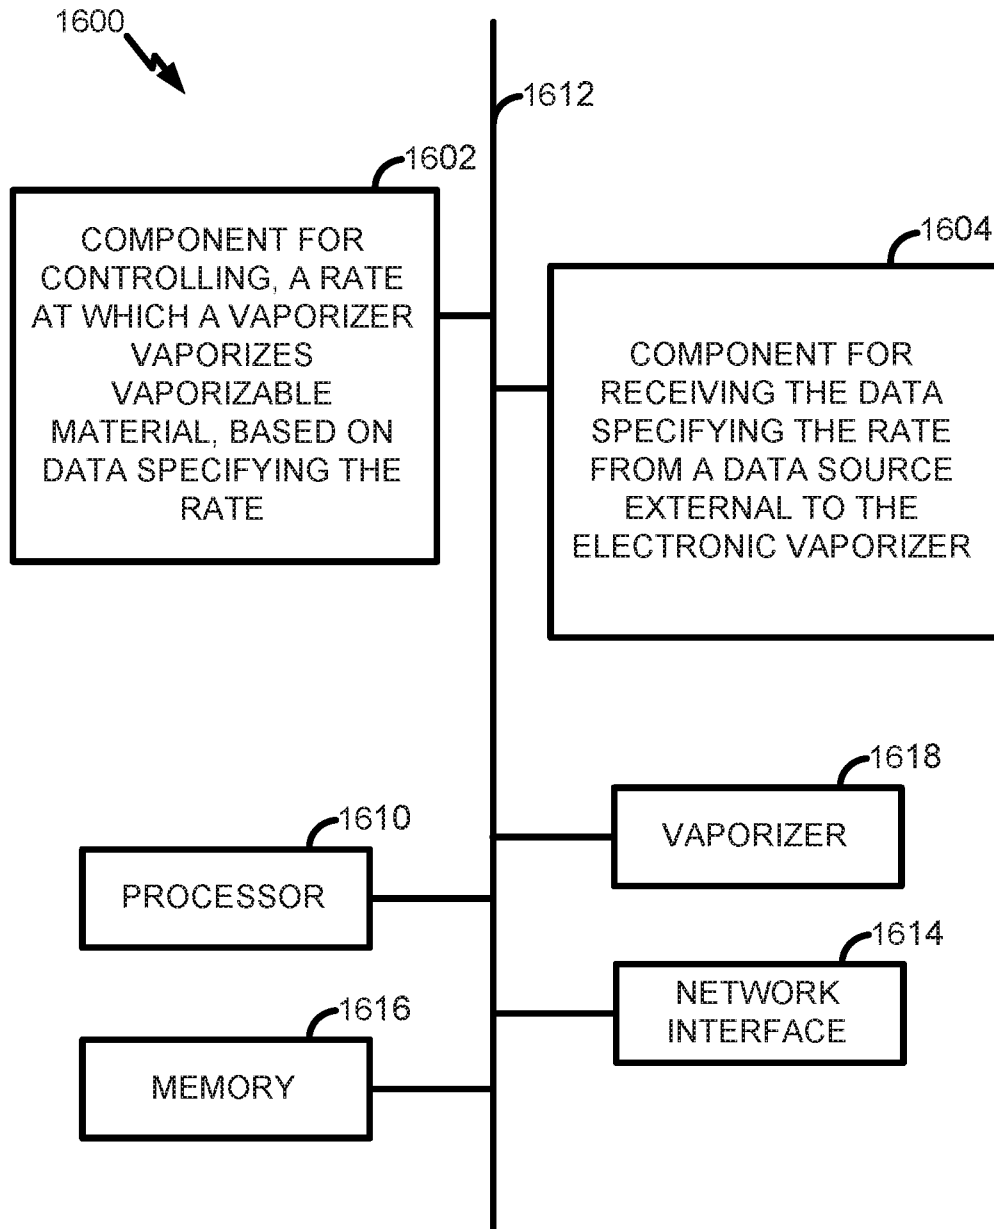 1600
1612
1602
COMPONENT FOR
CONTROLLING, A RATE
AT WHICH A VAPORIZER
VAPORIZES
VAPORIZABLE
MATERIAL, BASED ON
DATA SPECIFYING THE
RATE
1604
COMPONENT FOR
RECEIVING THE DATA
SPECIFYING THE RATE
FROM A DATA SOURCE
EXTERNAL TO THE
ELECTRONIC VAPORIZER
1618
VAPORIZER
1610
PROCESSOR
1614
NETWORK
INTERFACE
1616
MEMORY